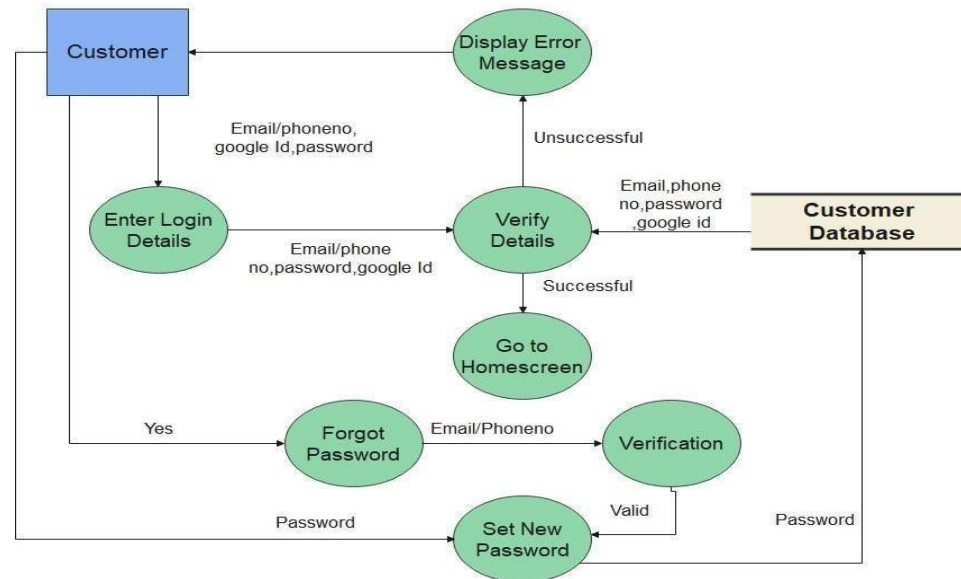 Customer
Display Error
Message
Email/phoneno,
google Id,password
Unsuccessful
Enter Login
Details
Email/phone
no,password,google Id
Verify
Details
Email,phone
no,password
,google id
Customer
Database
Successful
Go to
Homescreen
Yes
Forgot
Password
Email/Phoneno
Verification
Valid
Password
Set New
Password
Password